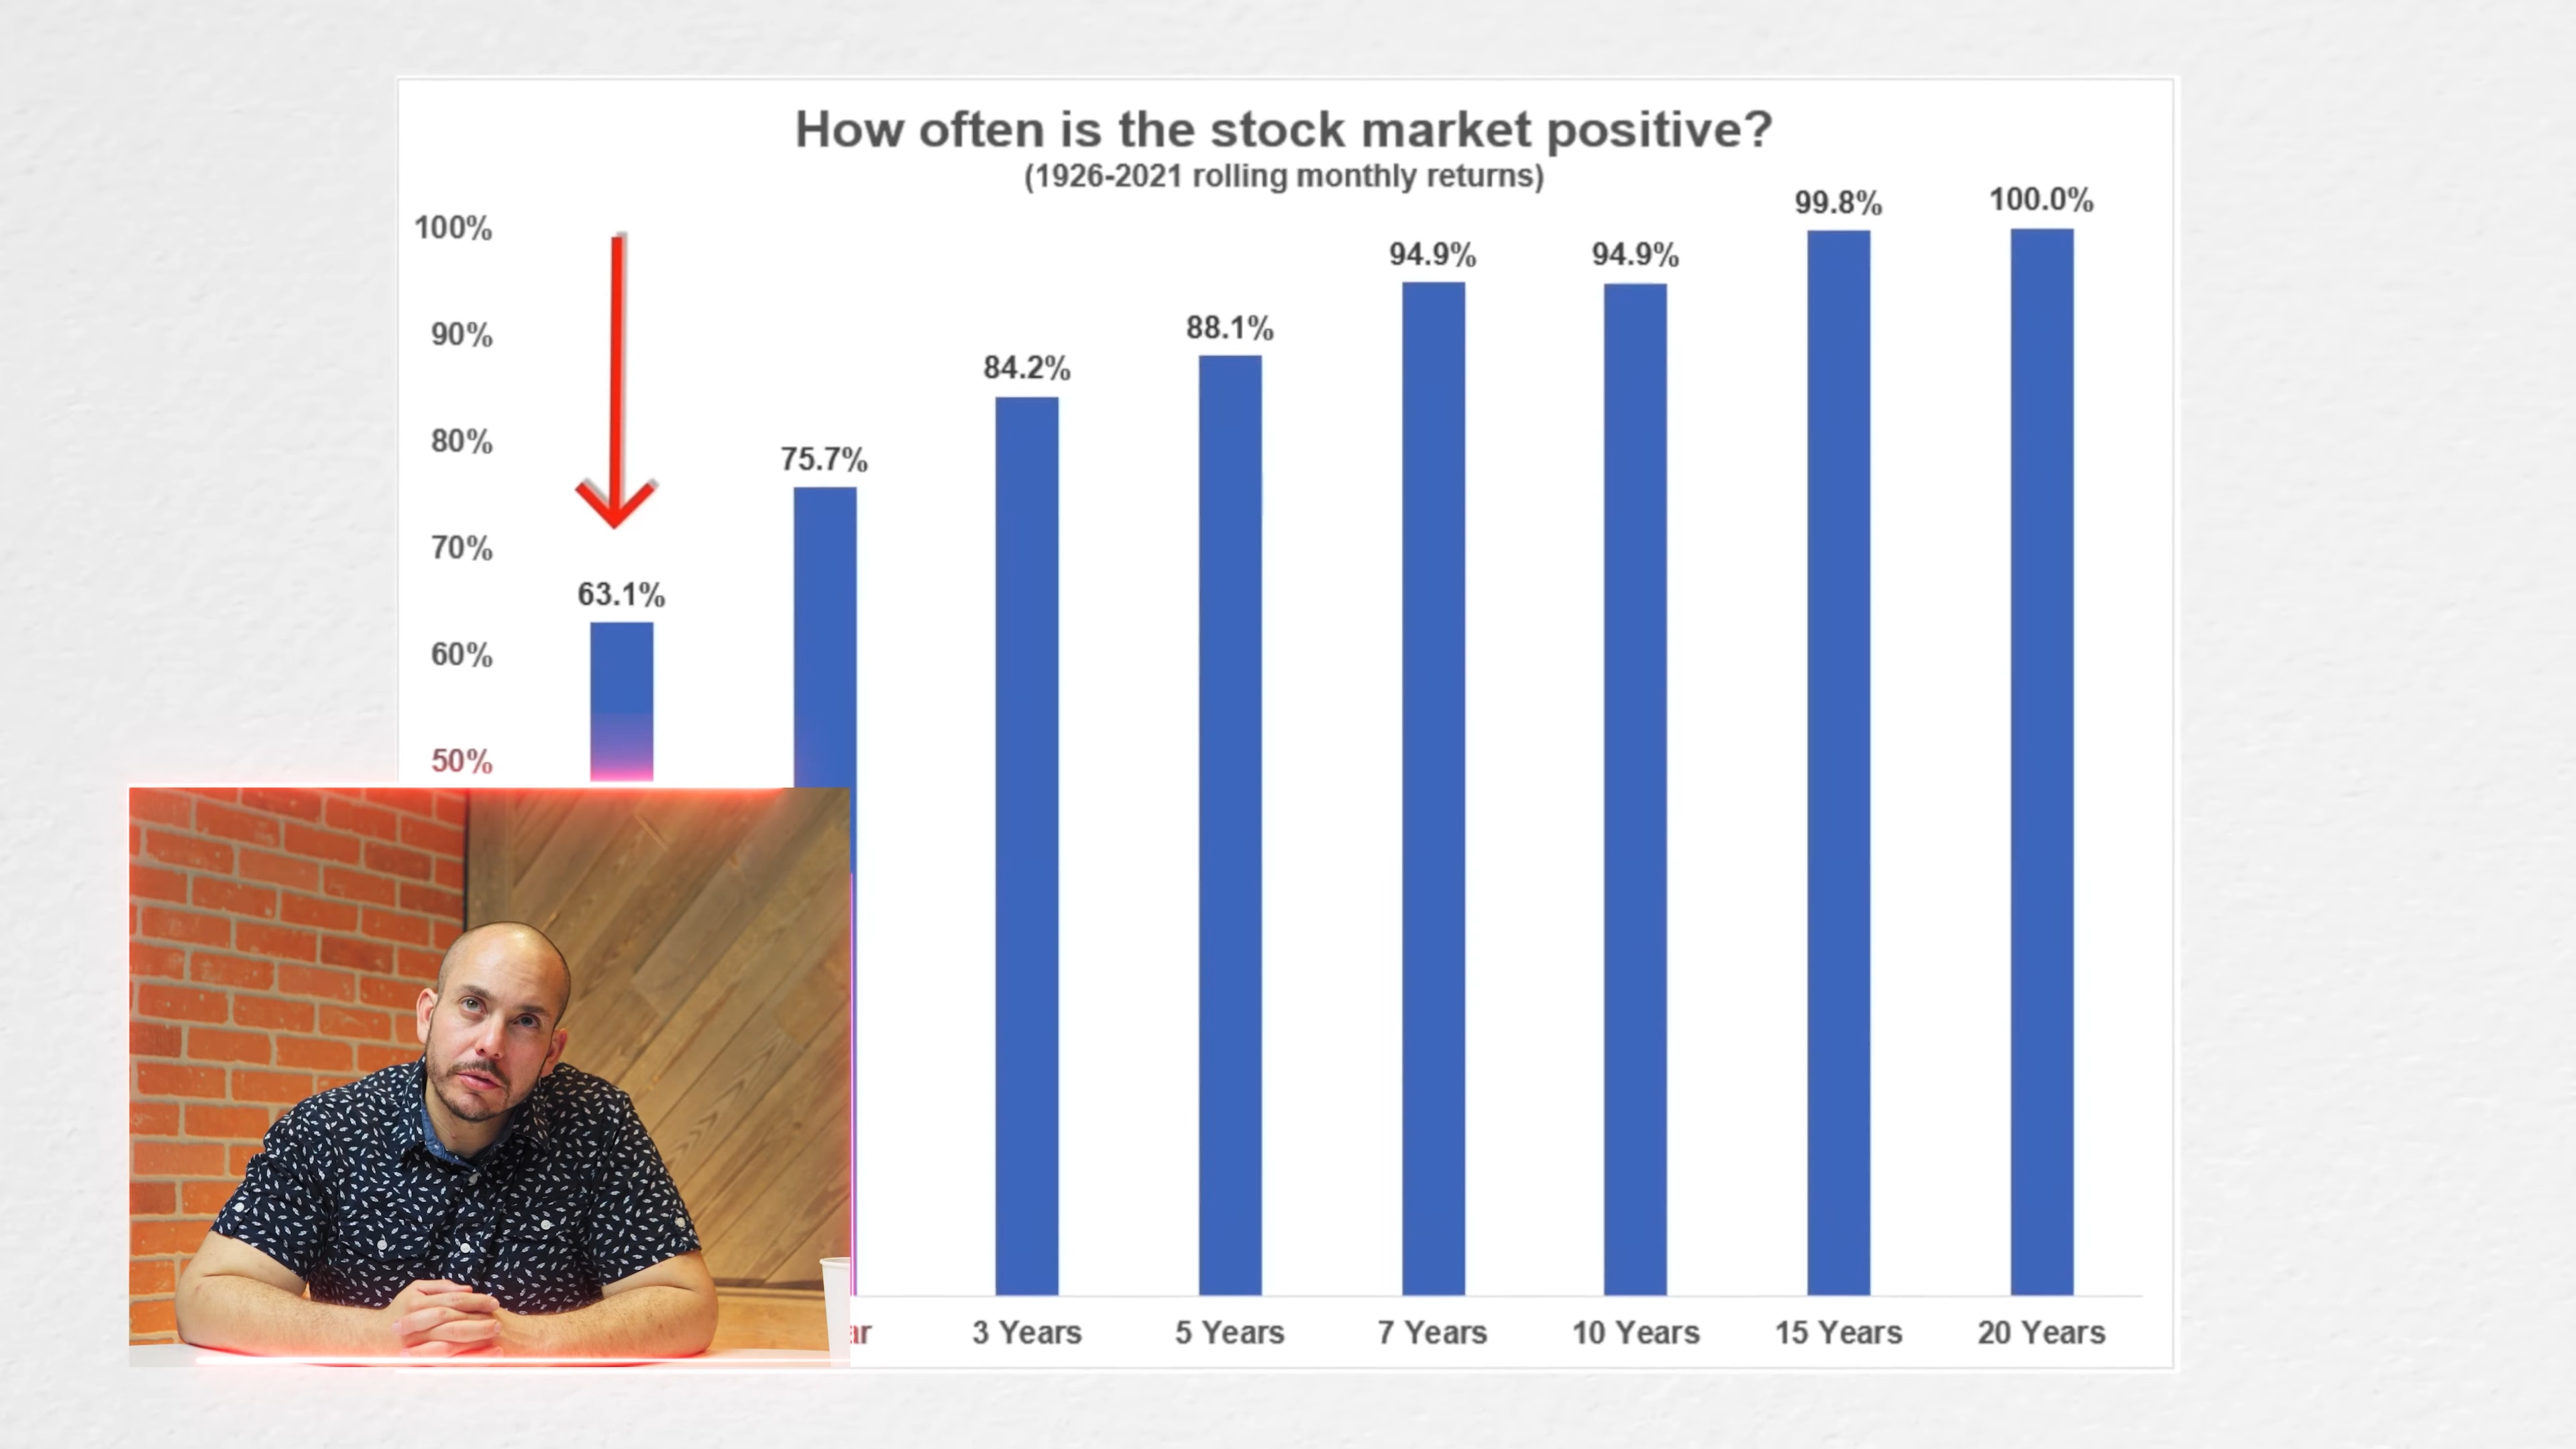 How often is the stock market positive?
(1926-2021 rolling monthly returns)
100%
90%
80%
70%
60%
50%
63.1%
75.7%
84.2%
88.1%
94.9%
94.9%
99.8%
100.0%
ar
3 Years
5 Years
7 Years
10 Years
15 Years
20 Years